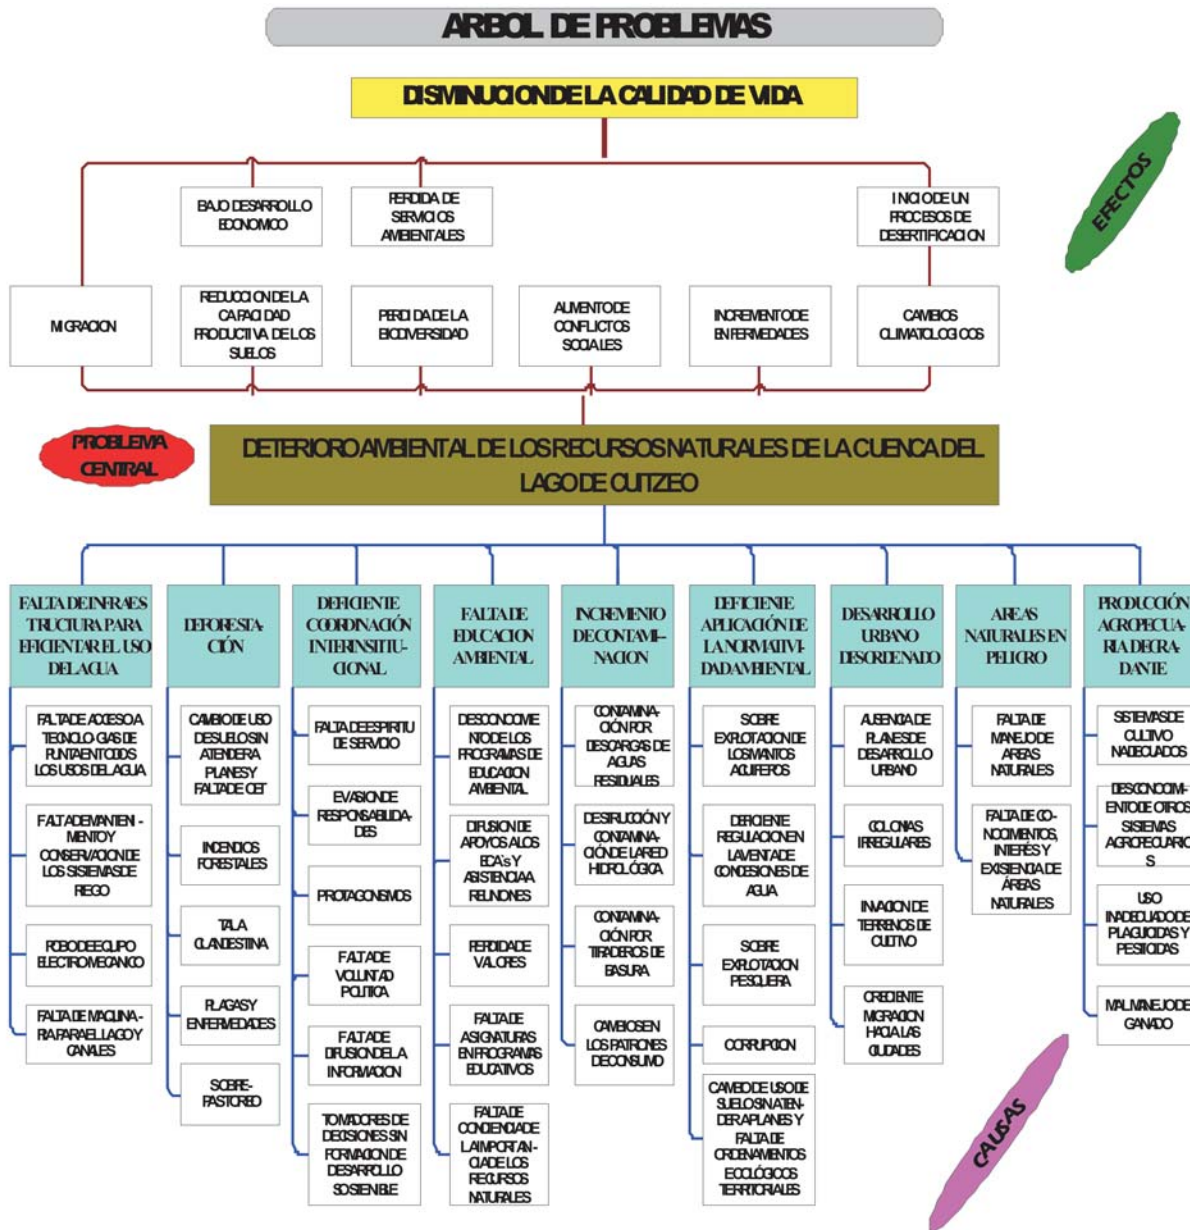 ARBOL DE PROBLEMAS
DISMINUCION DE LA CALIDAD DE VIDA
EFECTOS
BAJO DESARROLLO
ECONOMICO
PERDIDA DE
SERVICIOS
AMBIENTALES
INICIO DE UN
PROCESOS DE
DESERTIFICACION
MIGRACION
REDUCCION DE LA
CAPACIDAD
PRODUCTIVA DE LOS
SUELOS
PERDIDA DE LA
BIODIVERSIDAD
AUMENTO DE
CONFLICTOS
SOCIALES
INCREMENTO DE
ENFERMEDADES
CAMBIOS
CLIMATOLOGICOS
PROBLEMA
CENTRAL
DETERIORO AMBIENTAL DE LOS RECURSOS NATURALES DE LA CUENCA DEL
LAGO DE CUITZEO
FALTA DE INFRAES
TRUCTURA PARA
EFICIENTAR EL USO
DEL AGUA
FALTA DE ACCESO A
TECNOLO-GIAS DE
PUNTA EN TODOS
LOS USOS DEL AGUA
FALTA DE MANTENI-
MIENTO Y
CONSERVACION DE
LOS SISTEMAS DE
RIEGO
ROBO DE EQUIPO
ELECTROMECANICO
FALTA DE MAQUINA-
RIA PARA EL LAGO Y
CANALES
DEFORESTA-
CIÓN
CAMBIO DE USO
DE SUELO SIN
ATENDER A
PLANES Y
FALTA DE OET
INCENDIOS
FORESTALES
TALA
CLANDESTINA
PLAGAS Y
ENFERMEDADES
SOBRE-
PASTOREO
DEFICIENTE
COORDINACIÓN
INTERINSTITU-
CIONAL
FALTA DE ESPIRITU
DE SERVICIO
EVASION DE
RESPONSABILIDA-
DES
PROTAGONISMOS
FALTA DE
VOLUNTAD
POLITICA
FALTA DE
DIFUSION DE LA
INFORMACION
TOMADORES DE
DECISIONES SIN
FORMACION DE
DESARROLLO
SOSTENIBLE
FALTA DE
EDUCACION
AMBIENTAL
DESCONOCIMIE
NTO DE LOS
PROGRAMAS DE
EDUCACION
AMBIENTAL
DIFUSION DE
APOYOS A LOS
ECA's Y
ASISTENCIA A
REUNIONES
PERDIDA DE
VALORES
FALTA DE
ASIGNATURAS
EN PROGRAMAS
EDUCATIVOS
FALTA DE
CONCIENCIA DE
LA IMPORTAN-
CIA DE LOS
RECURSOS
NATURALES
INCREMENTO
DE CONTAMI-
NACION
CONTAMINA-
CIÓN POR
DESCARGAS DE
AGUAS
RESIDUALES
DESTRUCCIÓN Y
CONTAMINA-
CIÓN DE LA RED
HIDROLÓGICA
CONTAMINA-
CIÓN POR
TIRADEROS DE
BASURA
CAMBIOS EN
LOS PATRONES
DE CONSUMO
DEFICIENTE
APLICACIÓN DE
LA NORMATIVI-
DAD AMBIENTAL
SOBRE
EXPLOTACION DE
LOS MANTOS
ACUIFEROS
DEFICIENTE
REGULACION EN
LA VENTA DE
CONCESIONES DE
AGUA
SOBRE
EXPLOTACION
PESQUERA
CORRUPCION
CAMBIO DE USO DE
SUELO SIN ATEN-
DER A PLANES Y
FALTA DE
ORDENAMIENTOS
ECOLÓGICOS
TERRITORIALES
DESARROLLO
URBANO
DESORDENADO
AUSENCIA DE
PLANES DE
DESARROLLO
URBANO
COLONIAS
IRREGULARES
INVACION DE
TERRENOS DE
CULTIVO
CRECIENTE
MIGRACION
HACIA LAS
CIUDADES
AREAS
NATURALES EN
PELIGRO
FALTA DE
MANEJO DE
AREAS
NATURALES
FALTA DE CO-
NOCIMIENTOS,
INTERÉS Y
EXISTENCIA DE
ÁREAS
NATURALES
PRODUCCIÓN
AGROPECUA-
RIA DEGRA-
DANTE
SISTEMAS DE
CULTIVO
INADECUADOS
DESCONOCIMI-
ENTO DE OTROS
SISTEMAS
AGROPECUARIO
S
USO
INADECUADO DE
PLAGUICIDAS Y
PESTICIDAS
MAL MANEJO DE
GANADO
CAUSAS